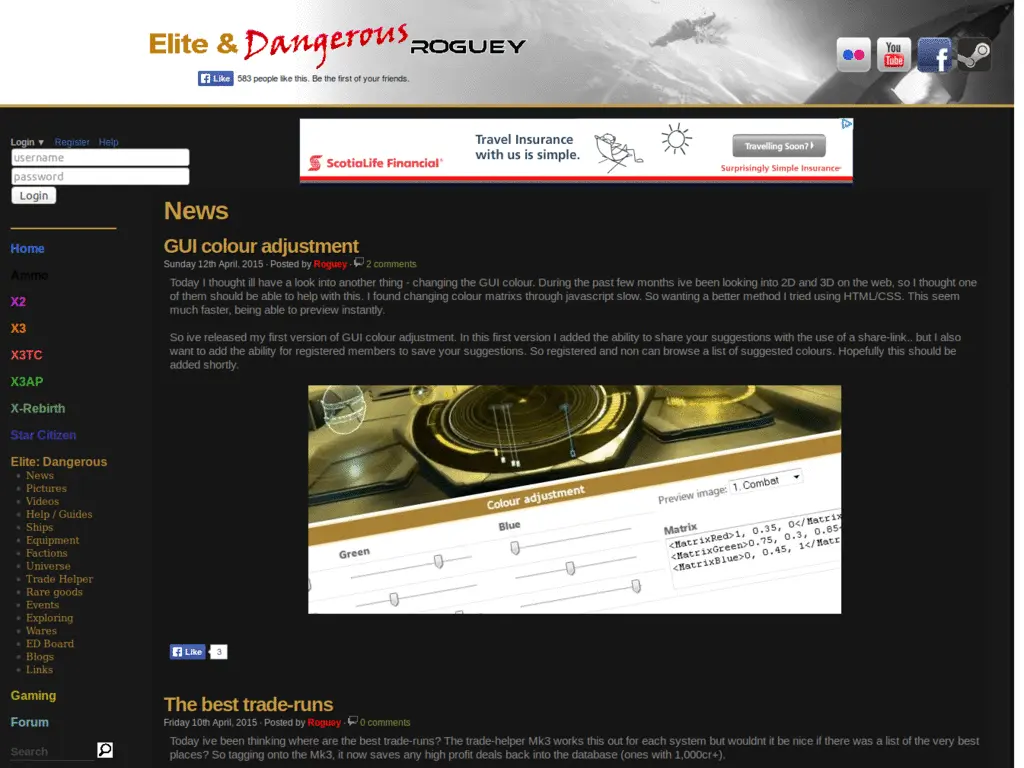 Elite & Dangerous ROGUEY
Like 583 people like this. Be the first of your friends.
You Tube
f
Login ▼ Register Help
username
password
Login
ScotiaLife Financial
Travel Insurance
with us is simple.
Travelling Soon?
Surprisingly Simple Insurance
Home
Ammo
X2
X3
X3TC
X3AP
X-Rebirth
Star Citizen
Elite: Dangerous
News
Pictures
Videos
Help / Guides
Ships
Equipment
Factions
Universe
Trade Helper
Rare goods
Events
Exploring
Wares
ED Board
Blogs
Links
Gaming
Forum
Search
News
GUI colour adjustment
Sunday 12th April, 2015 · Posted by Roguey · 2 comments
Today I thought ill have a look into another thing - changing the GUI colour. During the past few months ive been looking into 2D and 3D on the web, so I thought one
of them should be able to help with this. I found changing colour matrixs through javascript slow. So wanting a better method I tried using HTML/CSS. This seem
much faster, being able to preview instantly.
So ive released my first version of GUI colour adjustment. In this first version I added the ability to share your suggestions with the use of a share-link.. but I also
want to add the ability for registered members to save your suggestions. So registered and non can browse a list of suggested colours. Hopefully this should be
added shortly.
Colour adjustment
Preview image: 1. Combat
Green
Blue
Matrix
<MatrixRed>1, 0.35, 0</Matrix
<MatrixGreen>0.75, 0.3, 0.85<
<MatrixBlue>0, 0.45, 1</Matr
Like 3
The best trade-runs
Friday 10th April, 2015 · Posted by Roguey · 0 comments
Today ive been thinking where are the best trade-runs? The trade-helper Mk3 works this out for each system but wouldnt it be nice if there was a list of the very best
places? So tagging onto the Mk3, it now saves any high profit deals back into the database (ones with 1,000cr+).